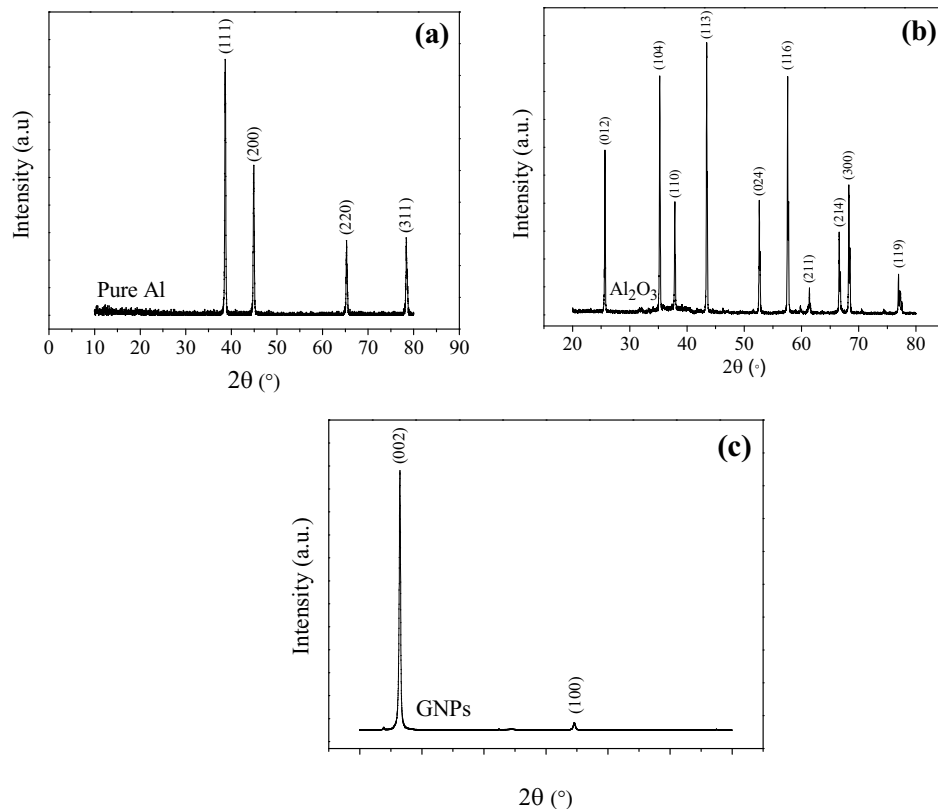 (a)
(111)
(200)
(220)
(311)
Intensity (a.u)
Pure Al
0 10 20 30 40 50 60 70 80 90
2θ (°)
(b)
(012)
(104)
(110)
(113)
(024)
(116)
(211)
(214)
(300)
(119)
Intensity (a.u.)
Al₂O₃
20 30 40 50 60 70 80
2θ (°)
(c)
(002)
(100)
Intensity (a.u.)
GNPs
2θ (°)